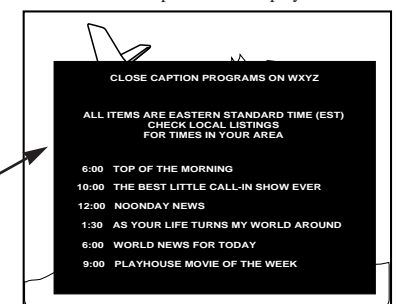 CLOSE CAPTION PROGRAMS ON WXYZ
ALL ITEMS ARE EASTERN STANDARD TIME (EST)
CHECK LOCAL LISTINGS
FOR TIMES IN YOUR AREA
6:00 TOP OF THE MORNING
10:00 THE BEST LITTLE CALL-IN SHOW EVER
12:00 NOONDAY NEWS
1:30 AS YOUR LIFE TURNS MY WORLD AROUND
6:00 WORLD NEWS FOR TODAY
9:00 PLAYHOUSE MOVIE OF THE WEEK